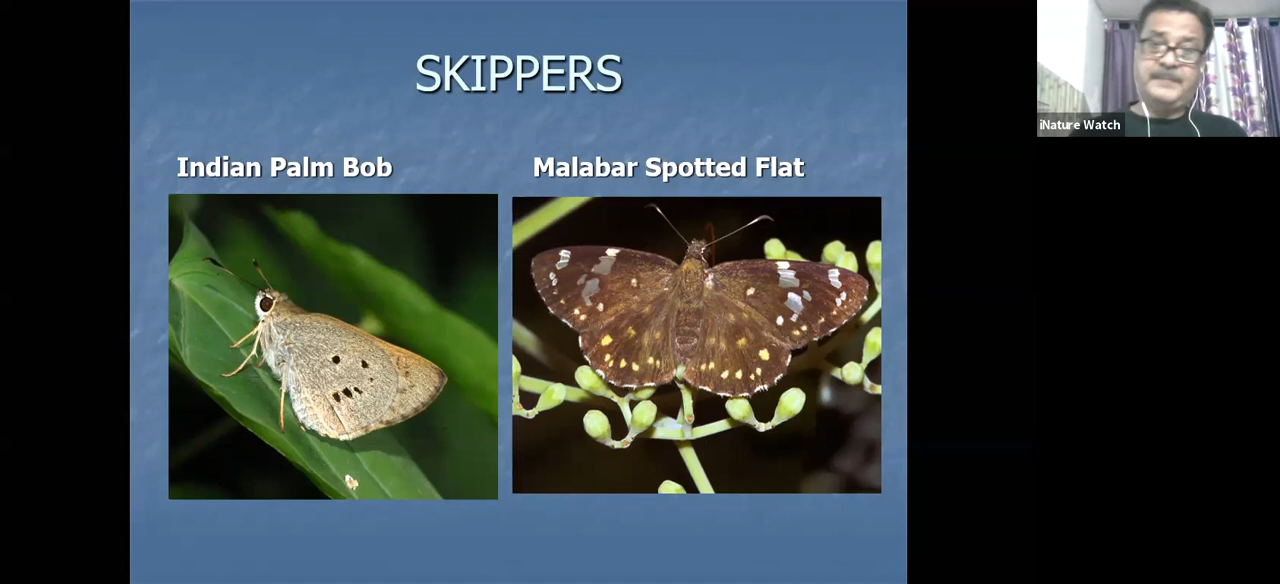 SKIPPERS
Indian Palm Bob
Malabar Spotted Flat
iNature Watch